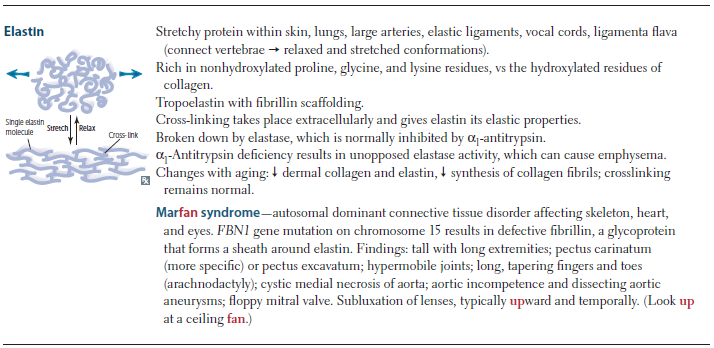 Elastin
Stretchy protein within skin, lungs, large arteries, elastic ligaments, vocal cords, ligamenta flava
(connect vertebrae → relaxed and stretched conformations).
Rich in nonhydroxylated proline, glycine, and lysine residues, vs the hydroxylated residues of
collagen.
Tropoelastin with fibrillin scaffolding.
Cross-linking takes place extracellularly and gives elastin its elastic properties.
Broken down by elastase, which is normally inhibited by α₁-antitrypsin.
α₁-Antitrypsin deficiency results in unopposed elastase activity, which can cause emphysema.
Changes with aging: ↓ dermal collagen and elastin, ↓ synthesis of collagen fibrils; crosslinking
remains normal.
Single elastin
molecule
Stretch
Relax
Cross-link
Rx
Marfan syndrome—autosomal dominant connective tissue disorder affecting skeleton, heart,
and eyes. FBN1 gene mutation on chromosome 15 results in defective fibrillin, a glycoprotein
that forms a sheath around elastin. Findings: tall with long extremities; pectus carinatum
(more specific) or pectus excavatum; hypermobile joints; long, tapering fingers and toes
(arachnodactyly); cystic medial necrosis of aorta; aortic incompetence and dissecting aortic
aneurysms; floppy mitral valve. Subluxation of lenses, typically upward and temporally. (Look up
at a ceiling fan.)